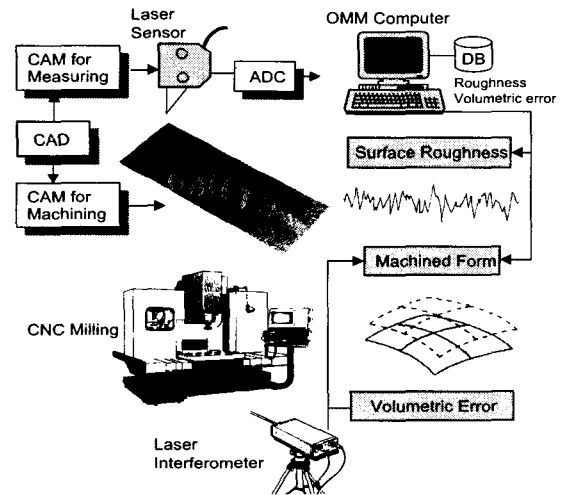 Laser
Sensor
OMM Computer
CAM for
Measuring
ADC
DB
Roughness
Volumetric error
CAD
Surface Roughness
CAM for
Machining
Machined Form
CNC Milling
Volumetric Error
Laser
Interferometer